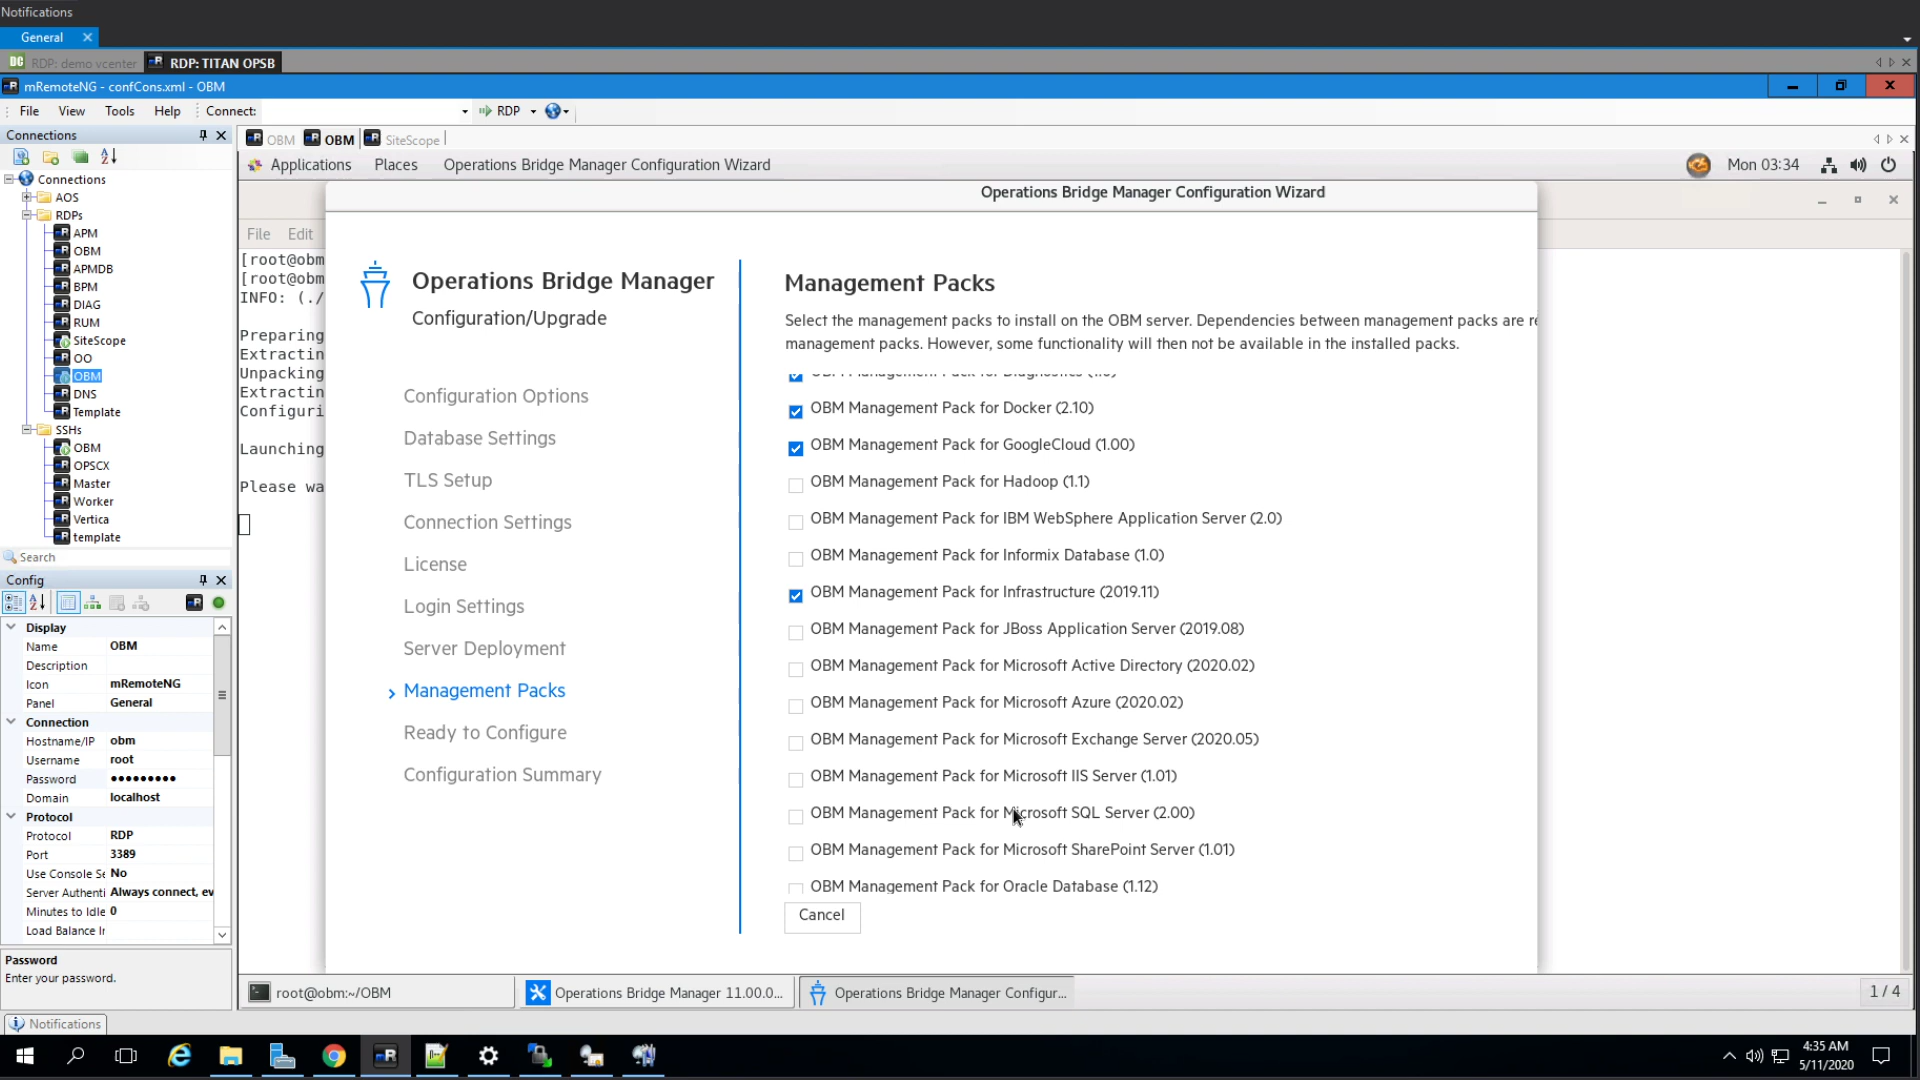 Notifications
General
DC RDP: demo vcenter
RDP: TITAN OPSB
mRemoteNG - confCons.xml - OBM
File View Tools Help Connect: RDP
Connections
OBM OBM SiteScope
Applications Places Operations Bridge Manager Configuration Wizard Mon 03:34
Connections
AOS
RDPs
APM
OBM
APMDB
BPM
DIAG
RUM
SiteScope
OO
OBM
DNS
Template
SSHs
OBM
OPSCX
Master
Worker
Vertica
template
Search
Config
Display
Name OBM
Description
Icon mRemoteNG
Panel General
Connection
Hostname/IP obm
Username root
Password ●●●●●●●●●
Domain localhost
Protocol
Protocol RDP
Port 3389
Use Console Se No
Server Authenti Always connect, ev
Minutes to Idle 0
Load Balance Ir
Password
Enter your password.
File Edit
[root@obm
[root@obm
INFO: (./
Preparing
Extractin
Unpacking
Extractin
Configuri
Launching
Please wa
Operations Bridge Manager Configuration Wizard
Operations Bridge Manager
Configuration/Upgrade
Configuration Options
Database Settings
TLS Setup
Connection Settings
License
Login Settings
Server Deployment
› Management Packs
Ready to Configure
Configuration Summary
Management Packs
Select the management packs to install on the OBM server. Dependencies between management packs are re
management packs. However, some functionality will then not be available in the installed packs.
OBM Management Pack for Diagnostics (1.0)
OBM Management Pack for Docker (2.10)
OBM Management Pack for GoogleCloud (1.00)
OBM Management Pack for Hadoop (1.1)
OBM Management Pack for IBM WebSphere Application Server (2.0)
OBM Management Pack for Informix Database (1.0)
OBM Management Pack for Infrastructure (2019.11)
OBM Management Pack for JBoss Application Server (2019.08)
OBM Management Pack for Microsoft Active Directory (2020.02)
OBM Management Pack for Microsoft Azure (2020.02)
OBM Management Pack for Microsoft Exchange Server (2020.05)
OBM Management Pack for Microsoft IIS Server (1.01)
OBM Management Pack for Microsoft SQL Server (2.00)
OBM Management Pack for Microsoft SharePoint Server (1.01)
OBM Management Pack for Oracle Database (1.12)
Cancel
root@obm:~/OBM
Operations Bridge Manager 11.00.0...
Operations Bridge Manager Configur...
1 / 4
Notifications
4:35 AM
5/11/2020